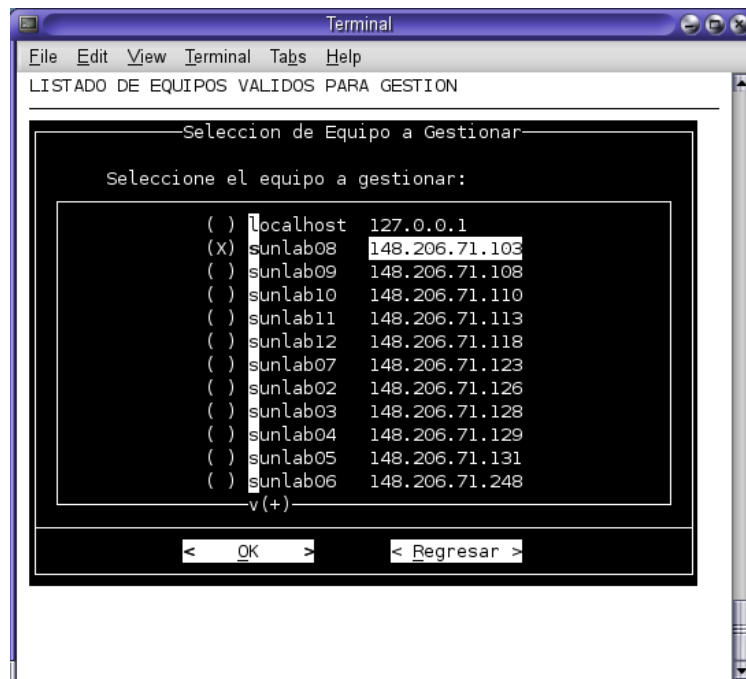 Terminal
File Edit View Terminal Tabs Help
LISTADO DE EQUIPOS VALIDOS PARA GESTION
Seleccion de Equipo a Gestionar
Seleccione el equipo a gestionar:
( ) localhost 127.0.0.1
(X) sunlab08 148.206.71.103
( ) sunlab09 148.206.71.108
( ) sunlab10 148.206.71.110
( ) sunlab11 148.206.71.113
( ) sunlab12 148.206.71.118
( ) sunlab07 148.206.71.123
( ) sunlab02 148.206.71.126
( ) sunlab03 148.206.71.128
( ) sunlab04 148.206.71.129
( ) sunlab05 148.206.71.131
( ) sunlab06 148.206.71.248
v(+)
< OK > < Regresar >